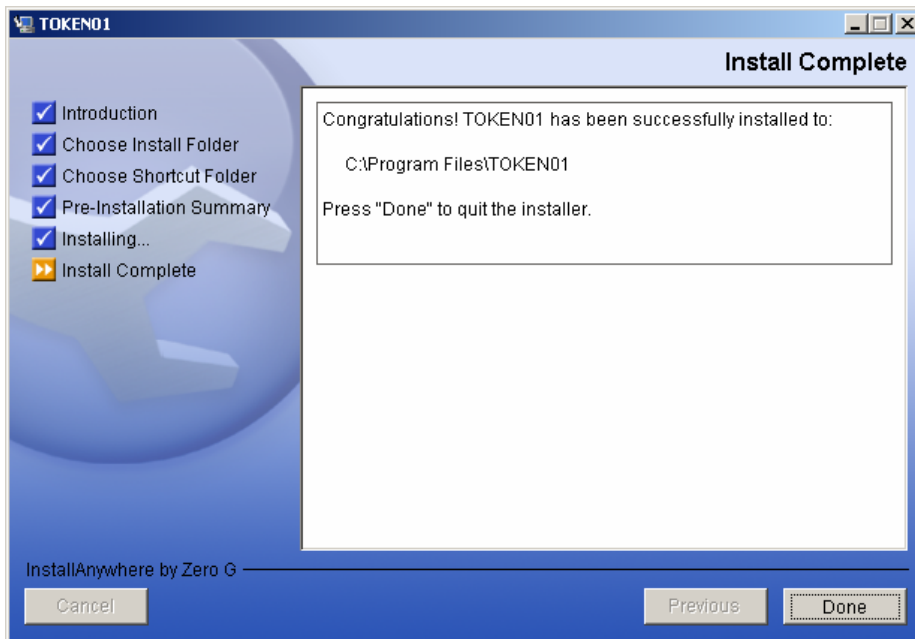 TOKEN01
Install Complete
Introduction
Choose Install Folder
Choose Shortcut Folder
Pre-Installation Summary
Installing...
Install Complete
Congratulations! TOKEN01 has been successfully installed to:
C:\Program Files\TOKEN01
Press "Done" to quit the installer.
InstallAnywhere by Zero G
Cancel
Previous
Done